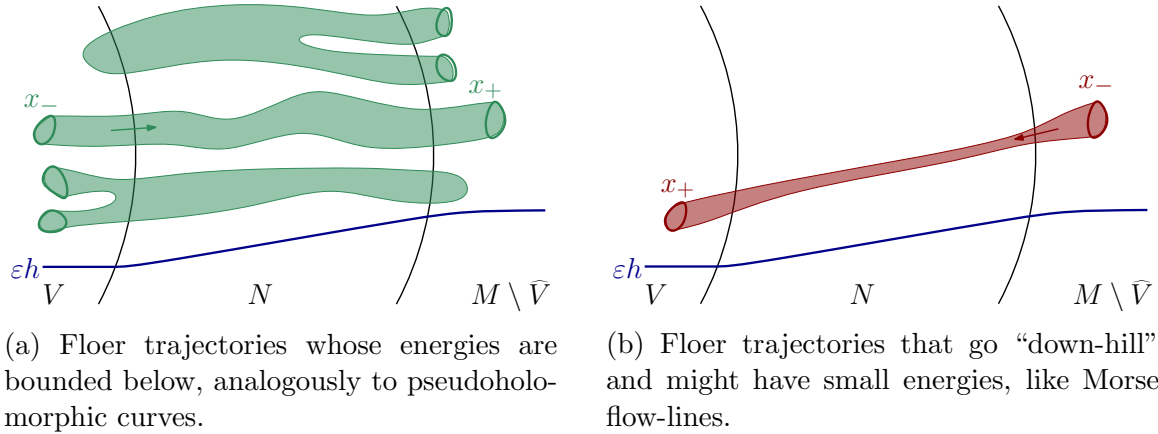 x₋
x₊
εh
V
N
M \ V̂
(a) Floer trajectories whose energies are
bounded below, analogously to pseudoholo-
morphic curves.
x₋
x₊
εh
V
N
M \ V̂
(b) Floer trajectories that go “down-hill”
and might have small energies, like Morse
flow-lines.